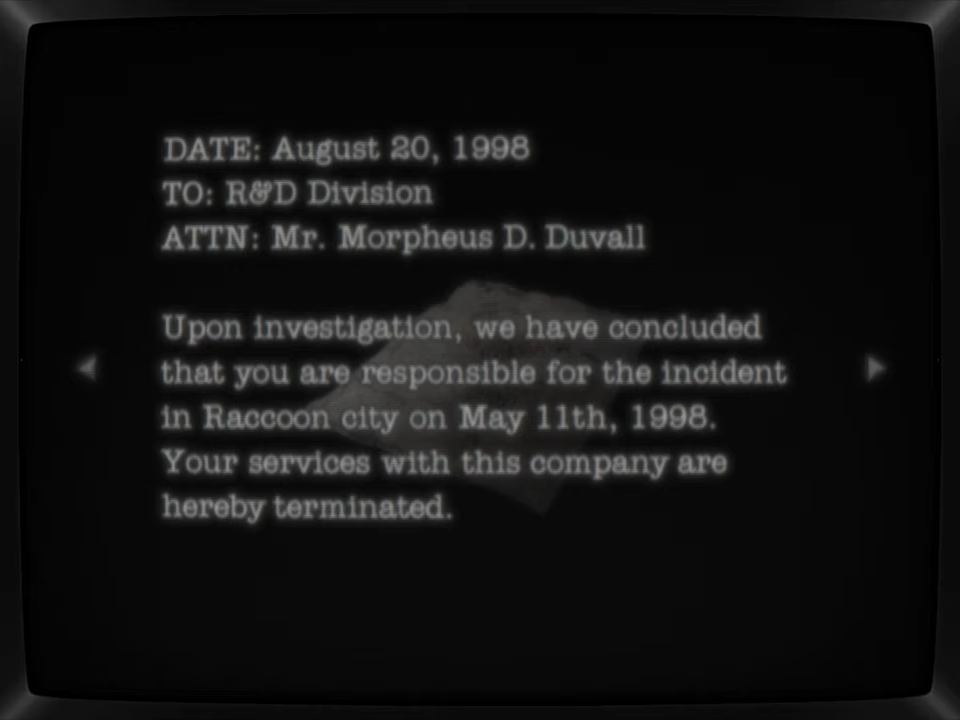 DATE: August 20, 1998
TO: R&D Division
ATTN: Mr. Morpheus D. Duvall
Upon investigation, we have concluded
that you are responsible for the incident
in Raccoon city on May 11th, 1998.
Your services with this company are
hereby terminated.